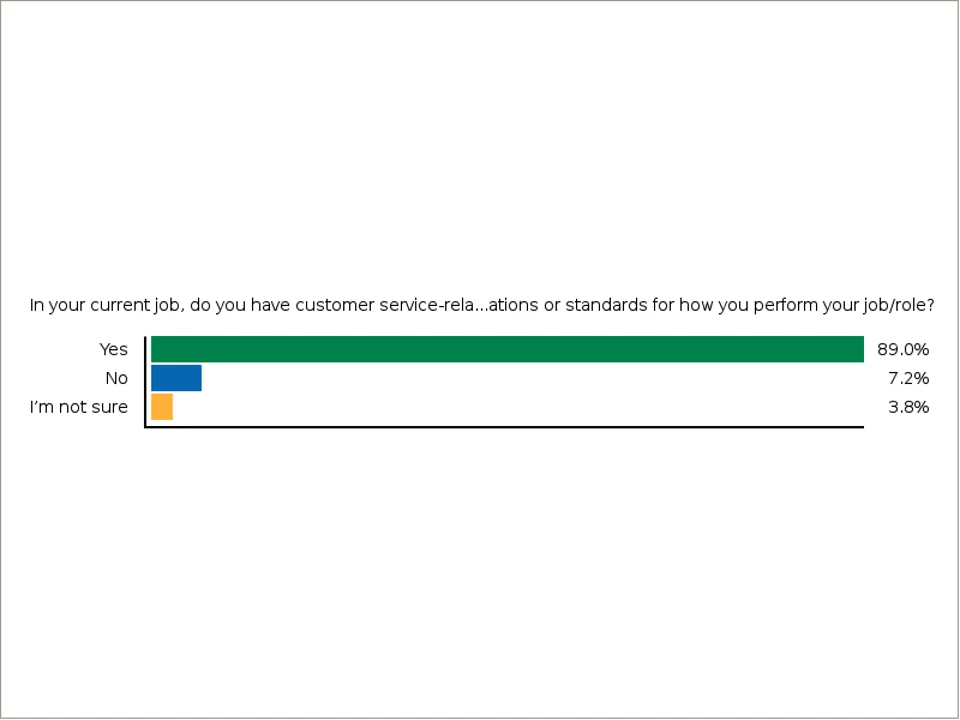 In your current job, do you have customer service-rela...ations or standards for how you perform your job/role?
Yes 89.0%
No 7.2%
I’m not sure 3.8%